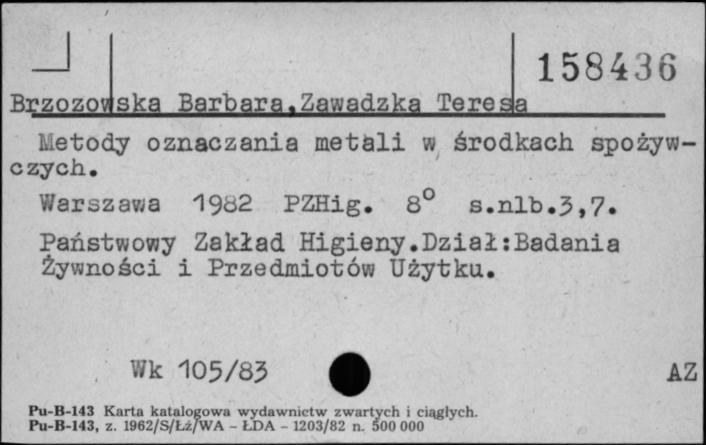 158436
Brzozowska Barbara,Zawadzka Teresa
Metody oznaczania metali w środkach spożyw-
czych.
Warszawa 1982 PZHig. 8° s.nlb.3,7.
Państwowy Zakład Higieny.Dział:Badania
Żywności i Przedmiotów Użytku.
Wk 105/83 AZ
Pu-B-143 Karta katalogowa wydawnictw zwartych i ciągłych.
Pu-B-143, z. 1962/S/Łż/WA - ŁDA - 1203/82 n. 500 000